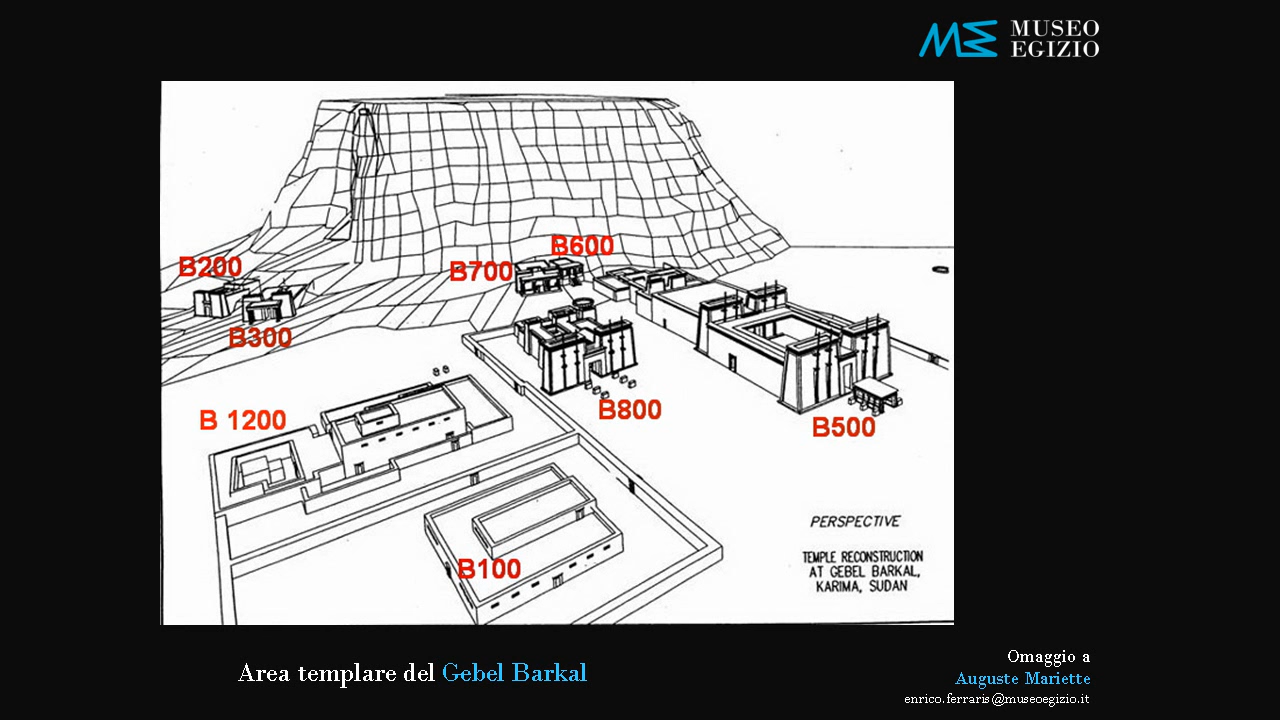 MUSEO
EGIZIO
B600
B200
B700
B300
B 1200
B800
B500
PERSPECTIVE
TEMPLE RECONSTRUCTION
AT GEBEL BARKAL,
KARIMA, SUDAN
B100
Area templare del Gebel Barkal
Omaggio a
Auguste Mariette
enrico.ferraris@museoegizio.it